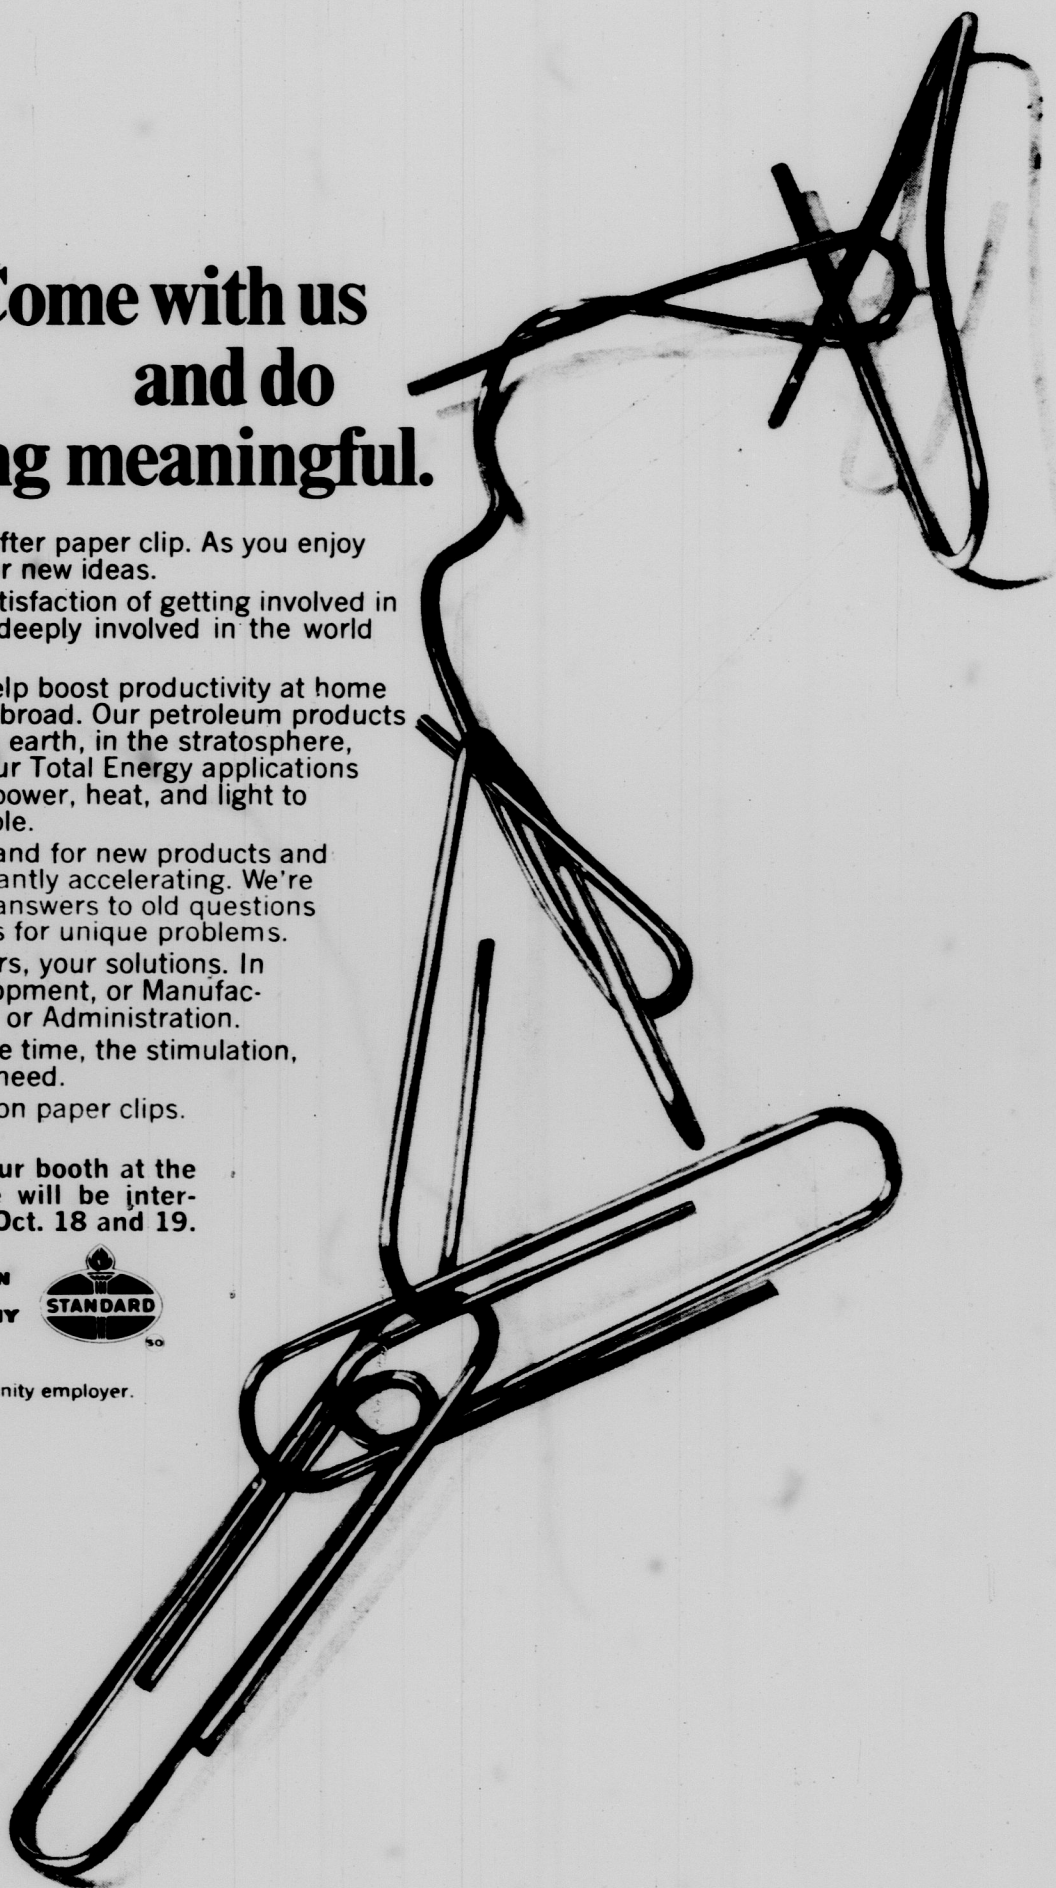 Come with us
and do
ng meaningful.
fter paper clip. As you enjoy
r new ideas.
tisfaction of getting involved in
deeply involved in the world
elp boost productivity at home
broad. Our petroleum products
earth, in the stratosphere,
ur Total Energy applications
power, heat, and light to
ole.
and for new products and
antly accelerating. We're
answers to old questions
s for unique problems.
rs, your solutions. In
opment, or Manufac-
or Administration.
e time, the stimulation,
need.
on paper clips.
ur booth at the
e will be inter-
Oct. 18 and 19.
N
NY
STANDARD
SO
nity employer.